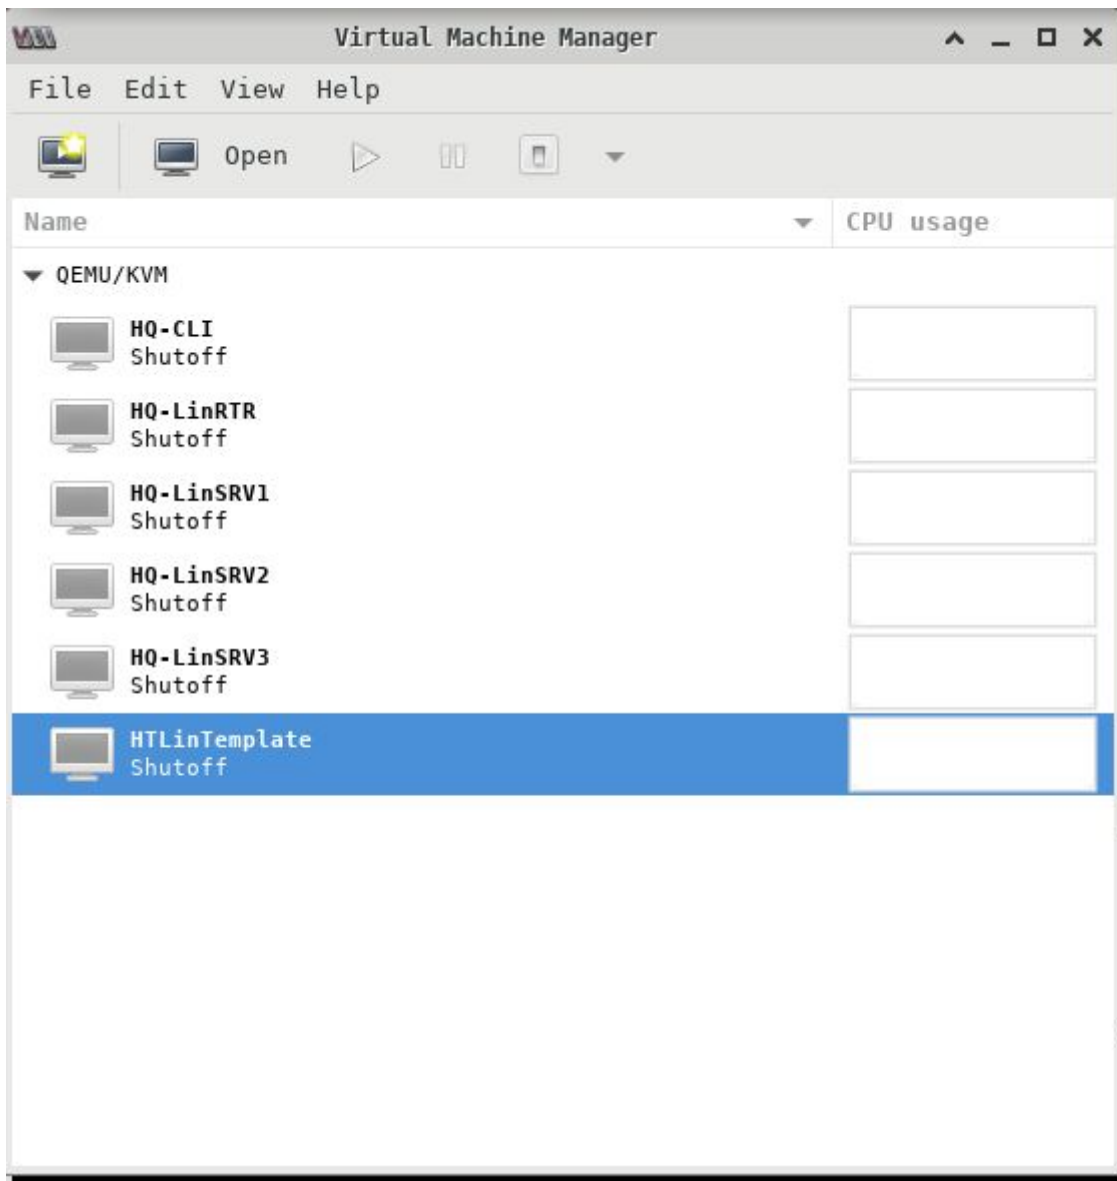 Virtual Machine Manager
File Edit View Help
Open
Name CPU usage
QEMU/KVM
HQ-CLI
Shutoff
HQ-LinRTR
Shutoff
HQ-LinSRV1
Shutoff
HQ-LinSRV2
Shutoff
HQ-LinSRV3
Shutoff
HTLinTemplate
Shutoff